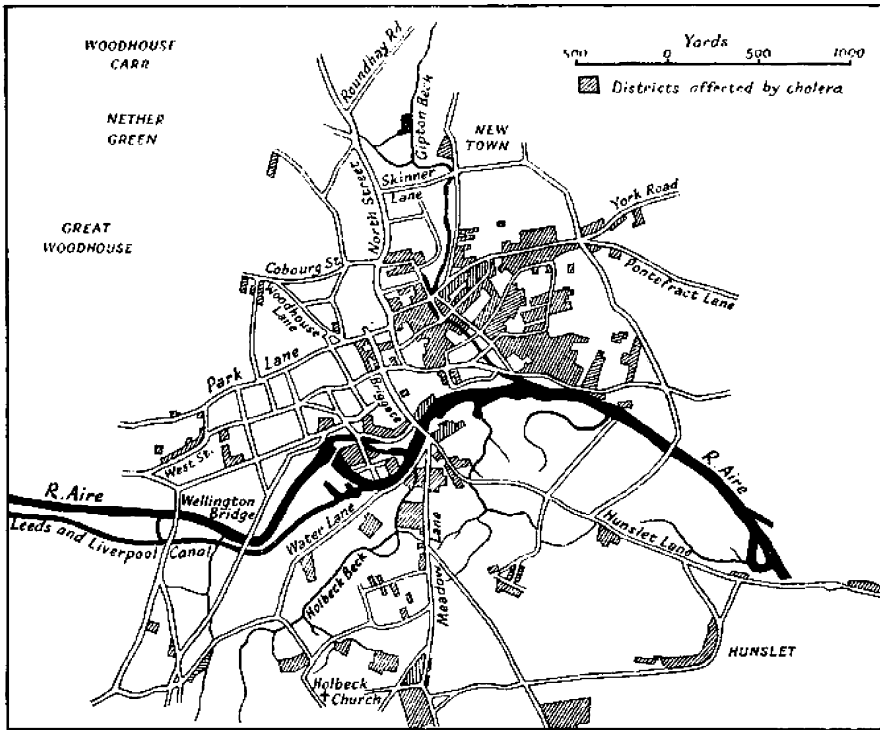 WOODHOUSE
CARR
Yards
500 0 500 1000
Districts affected by cholera
NETHER
GREEN
Roundhay Rd
Gipton Beck
NEW
TOWN
Skinner
Lane
North Street
York Road
GREAT
WOODHOUSE
Cobourg St.
Woodhouse
Lane
Pontefract Lane
Park Lane
Briggate
West St.
R. Aire
Wellington
Bridge
R. Aire
Leeds and Liverpool Canal
Water Lane
Hunslet Lane
Holbeck Beck
Meadow Lane
HUNSLET
Holbeck
Church